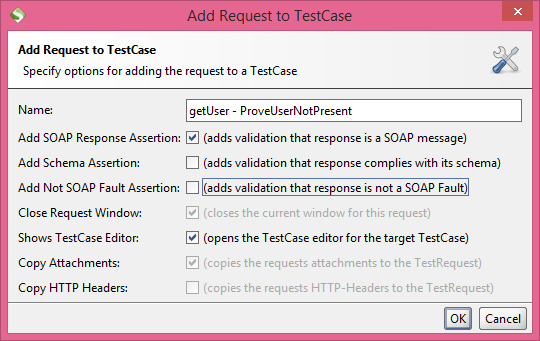 Add Request to TestCase
Add Request to TestCase
Specify options for adding the request to a TestCase
Name: getUser - ProveUserNotPresent
Add SOAP Response Assertion: (adds validation that response is a SOAP message)
Add Schema Assertion: (adds validation that response complies with its schema)
Add Not SOAP Fault Assertion: (adds validation that response is not a SOAP Fault)
Close Request Window: (closes the current window for this request)
Shows TestCase Editor: (opens the TestCase editor for the target TestCase)
Copy Attachments: (copies the requests attachments to the TestRequest)
Copy HTTP Headers: (copies the requests HTTP-Headers to the TestRequest)
OK Cancel